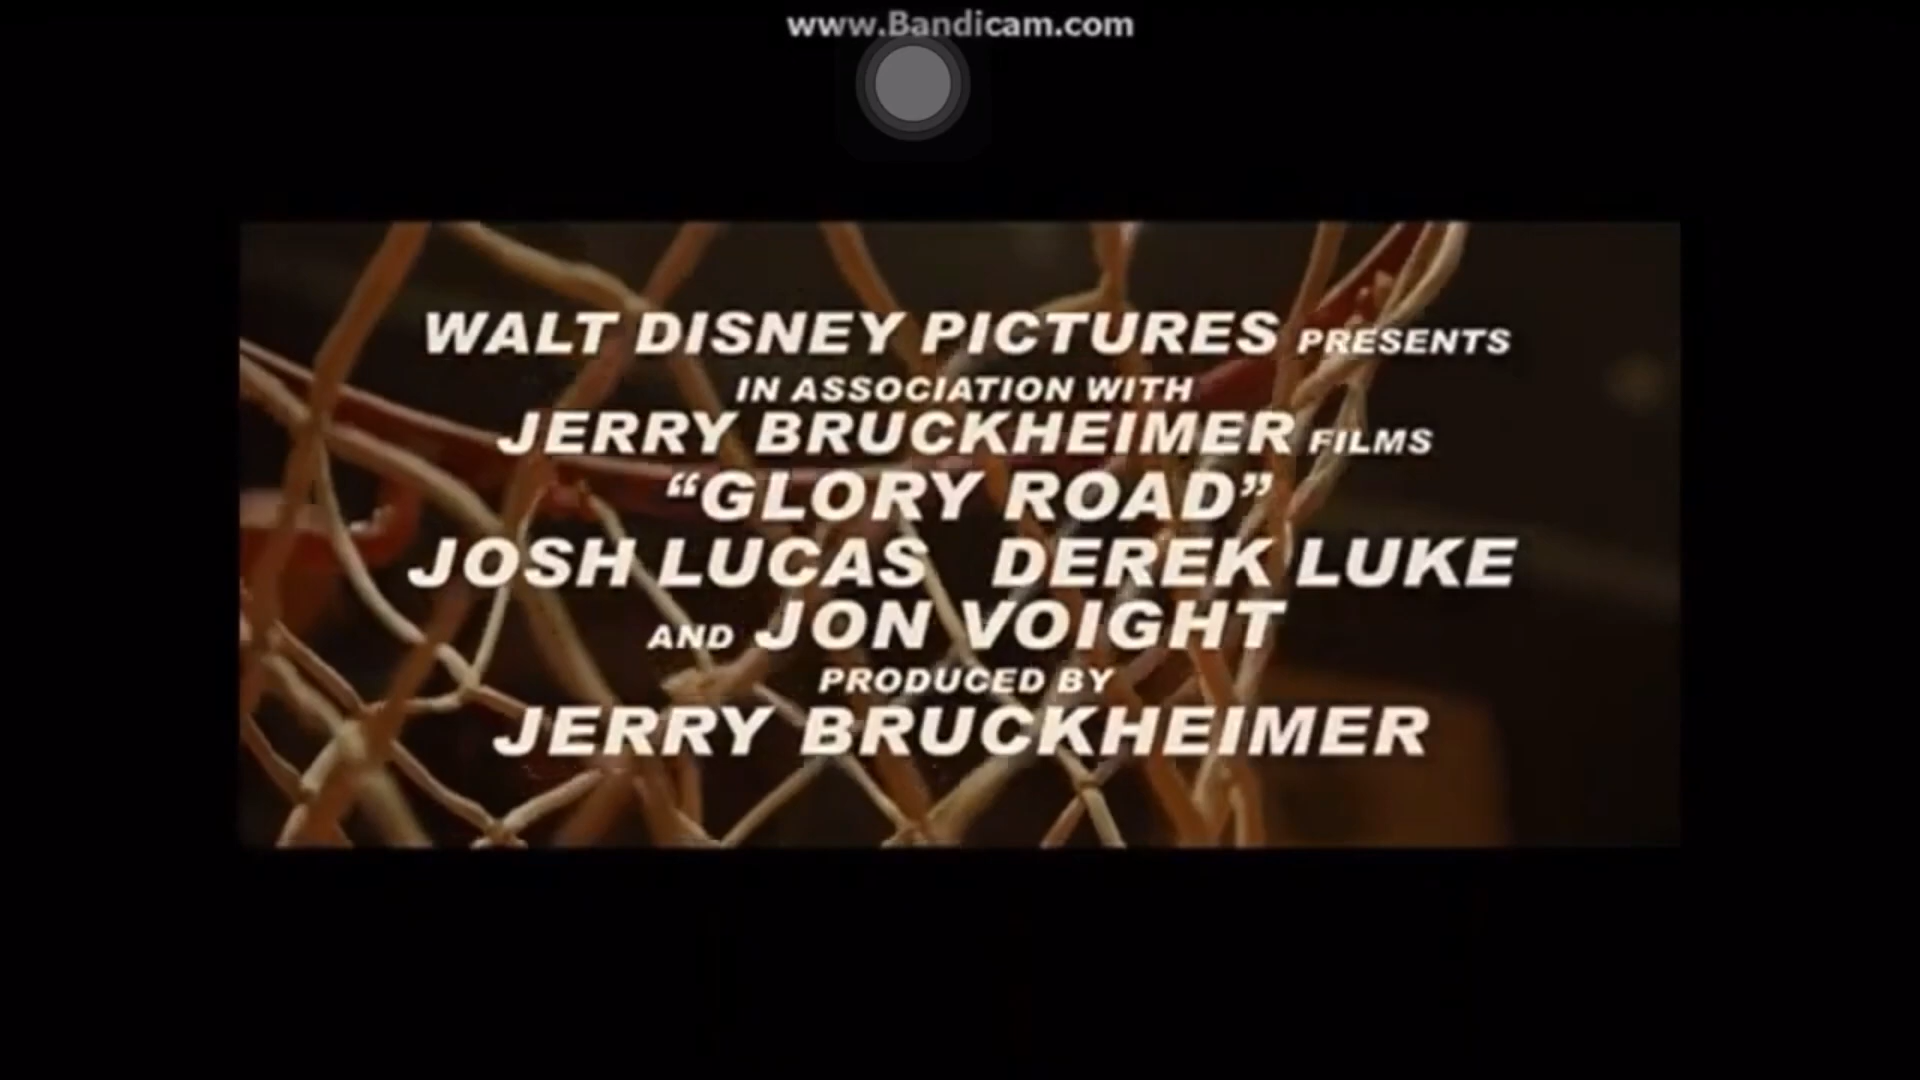 www.Bandicam.com
WALT DISNEY PICTURES PRESENTS
IN ASSOCIATION WITH
JERRY BRUCKHEIMER FILMS
“GLORY ROAD”
JOSH LUCAS DEREK LUKE
AND JON VOIGHT
PRODUCED BY
JERRY BRUCKHEIMER